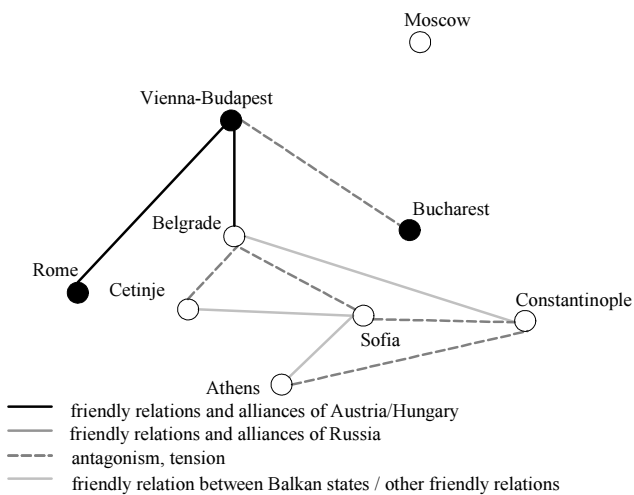 Moscow
Vienna-Budapest
Bucharest
Belgrade
Rome
Cetinje
Constantinople
Sofia
Athens
friendly relations and alliances of Austria/Hungary
friendly relations and alliances of Russia
antagonism, tension
friendly relation between Balkan states / other friendly relations